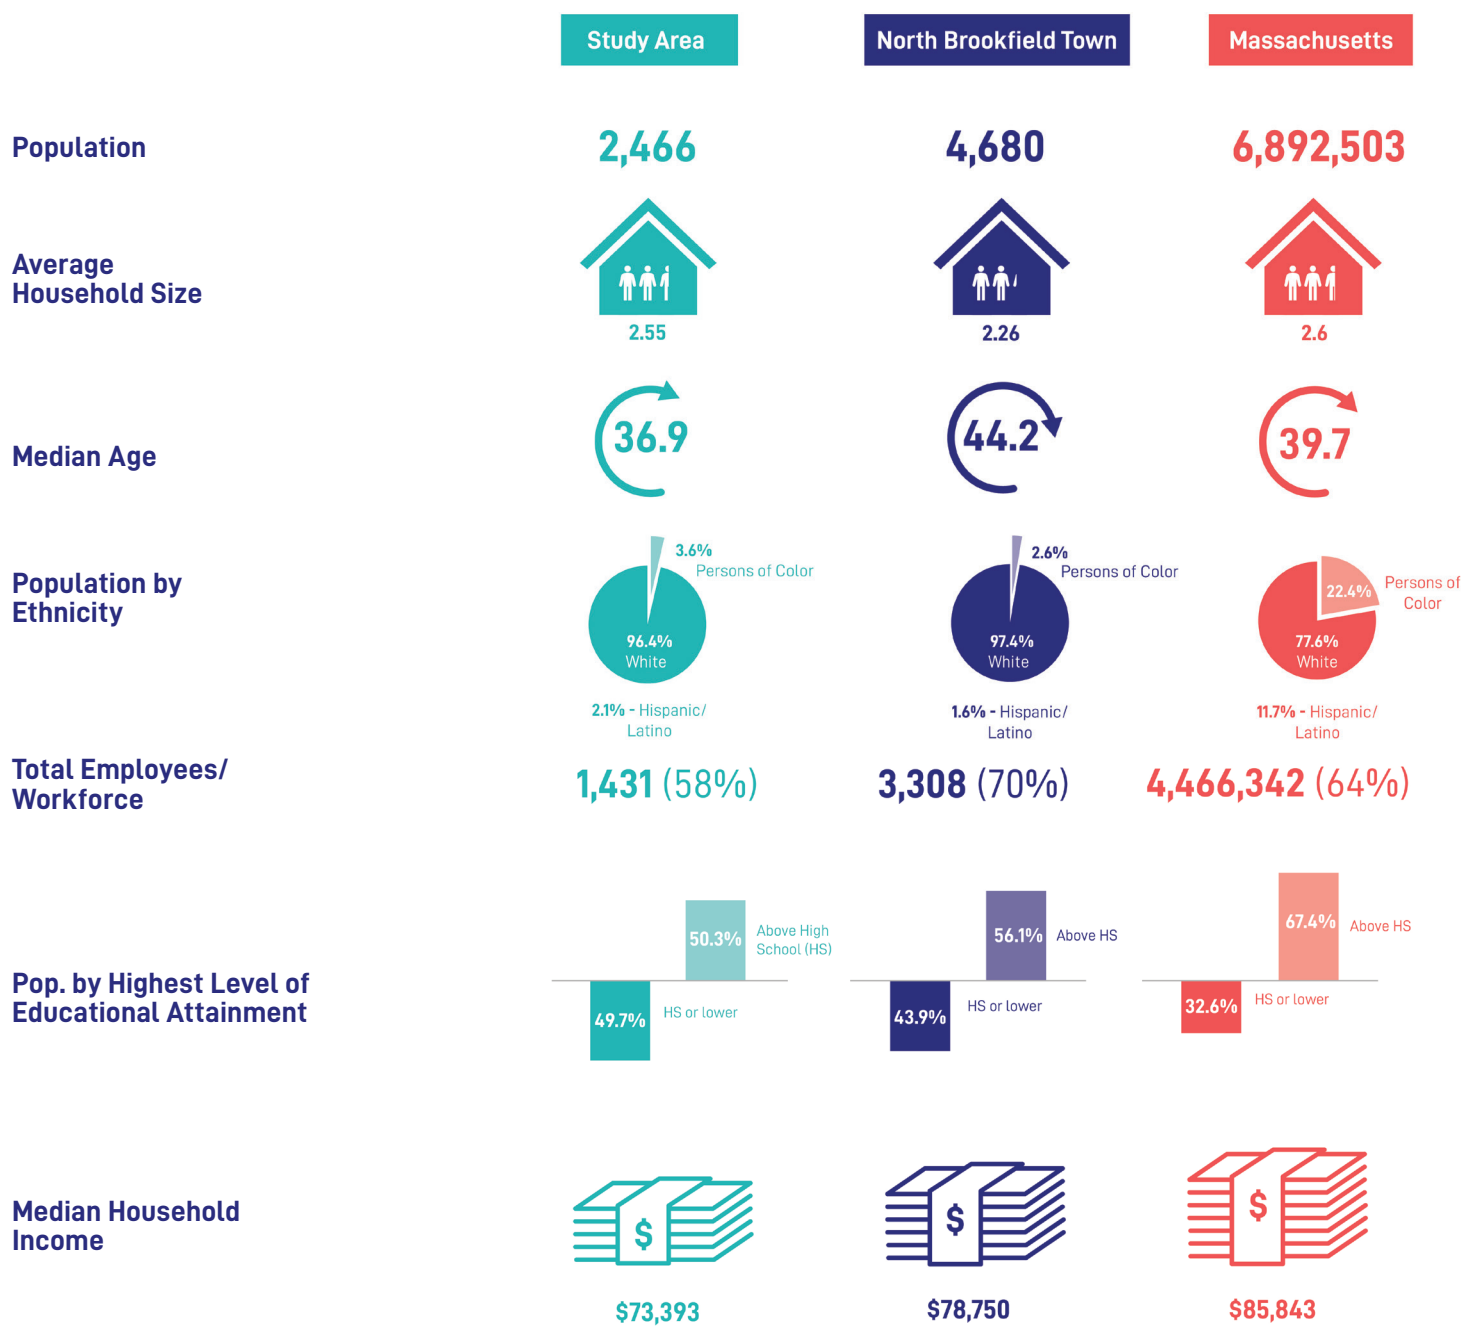 Study Area
North Brookfield Town
Massachusetts
Population
2,466
4,680
6,892,503
Average
Household Size
2.55
2.26
2.6
Median Age
36.9
44.2
39.7
Population by
Ethnicity
3.6%
Persons of Color
96.4%
White
2.1% - Hispanic/
Latino
2.6%
Persons of Color
97.4%
White
1.6% - Hispanic/
Latino
22.4%
Persons of
Color
77.6%
White
11.7% - Hispanic/
Latino
Total Employees/
Workforce
1,431 (58%)
3,308 (70%)
4,466,342 (64%)
Pop. by Highest Level of
Educational Attainment
50.3%
Above High
School (HS)
49.7%
HS or lower
56.1%
Above HS
43.9%
HS or lower
67.4%
Above HS
32.6%
HS or lower
Median Household
Income
$
$73,393
$
$78,750
$
$85,843